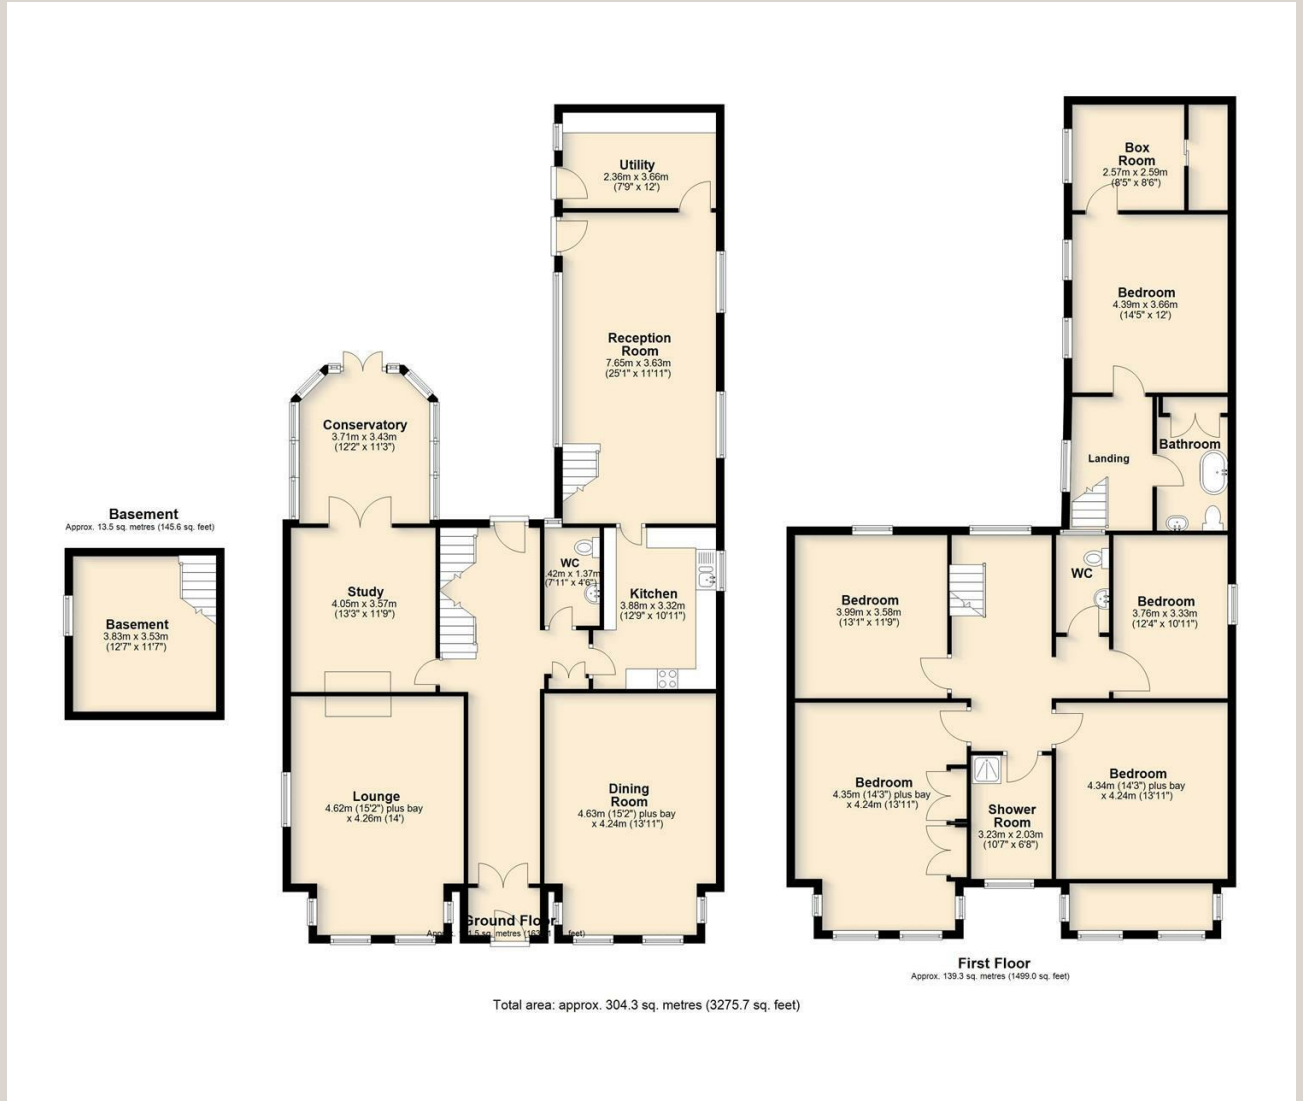 Basement
Approx. 13.5 sq. metres (145.6 sq. feet)
Basement
3.83m x 3.53m
(12'7" x 11'7")
Utility
2.36m x 3.66m
(7'9" x 12')
Reception
Room
7.65m x 3.63m
(25'1" x 11'11")
Conservatory
3.71m x 3.43m
(12'2" x 11'3")
WC
.42m x 1.37m
(7'11" x 4'6")
Study
4.05m x 3.57m
(13'3" x 11'9")
Kitchen
3.88m x 3.32m
(12'9" x 10'11")
Lounge
4.62m (15'2") plus bay
x 4.26m (14')
Dining
Room
4.63m (15'2") plus bay
x 4.24m (13'11")
Ground Floor
sq. metres feet)
Box
Room
2.57m x 2.59m
(8'5" x 8'6")
Bedroom
4.39m x 3.66m
(14'5" x 12')
Bathroom
Landing
WC
Bedroom
3.99m x 3.58m
(13'1" x 11'9")
Bedroom
3.76m x 3.33m
(12'4" x 10'11")
Bedroom
4.35m (14'3") plus bay
x 4.24m (13'11")
Shower
Room
3.23m x 2.03m
(10'7" x 6'8")
Bedroom
4.34m (14'3") plus bay
x 4.24m (13'11")
First Floor
Approx. 139.3 sq. metres (1499.0 sq. feet)
Total area: approx. 304.3 sq. metres (3275.7 sq. feet)